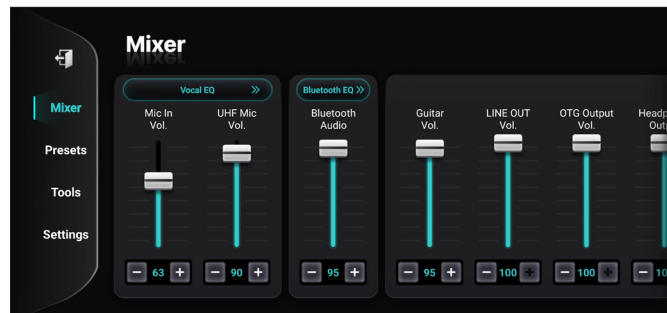 Mixer
Vocal EQ
Bluetooth EQ
Mixer
Presets
Tools
Settings
Mic In
Vol.
UHF Mic
Vol.
Bluetooth
Audio
Guitar
Vol.
LINE OUT
Vol.
OTG Output
Vol.
63
90
95
95
100
100